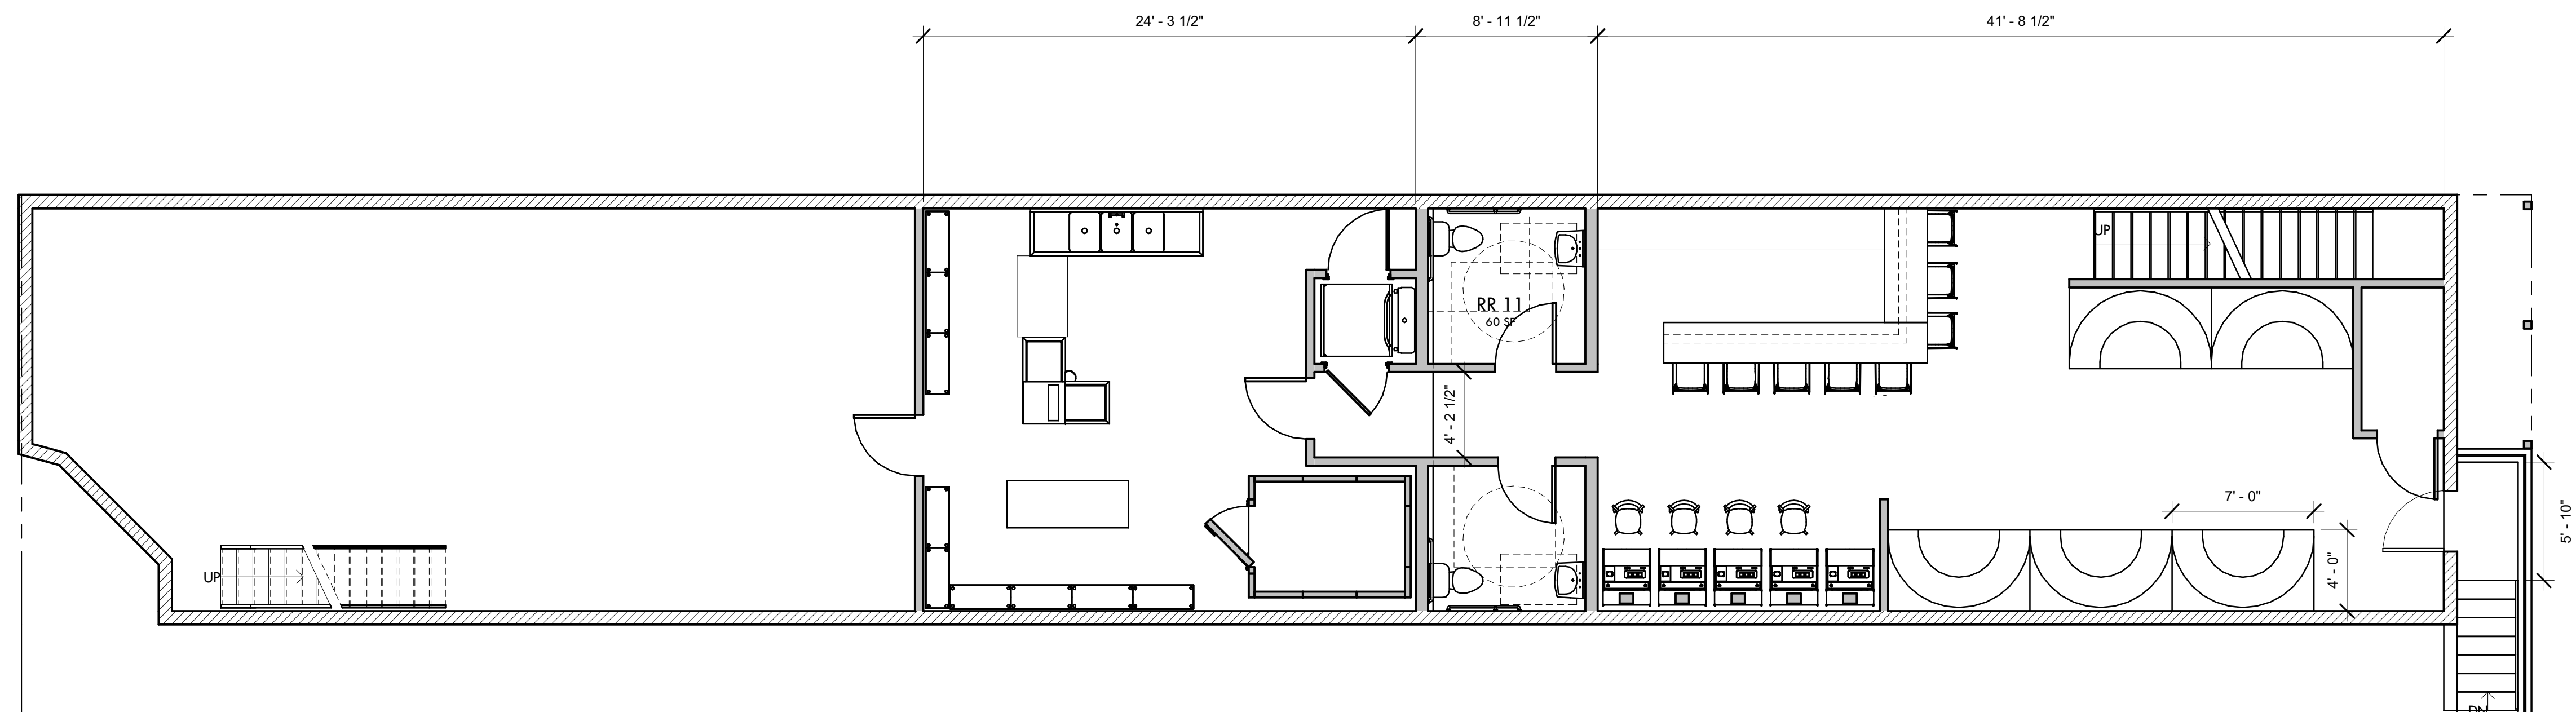 24' - 3 1/2"
8' - 11 1/2"
41' - 8 1/2"
UP
RR 11
60 SF
4' - 2 1/2"
7' - 0"
5' - 10"
4' - 0"
UP
DN